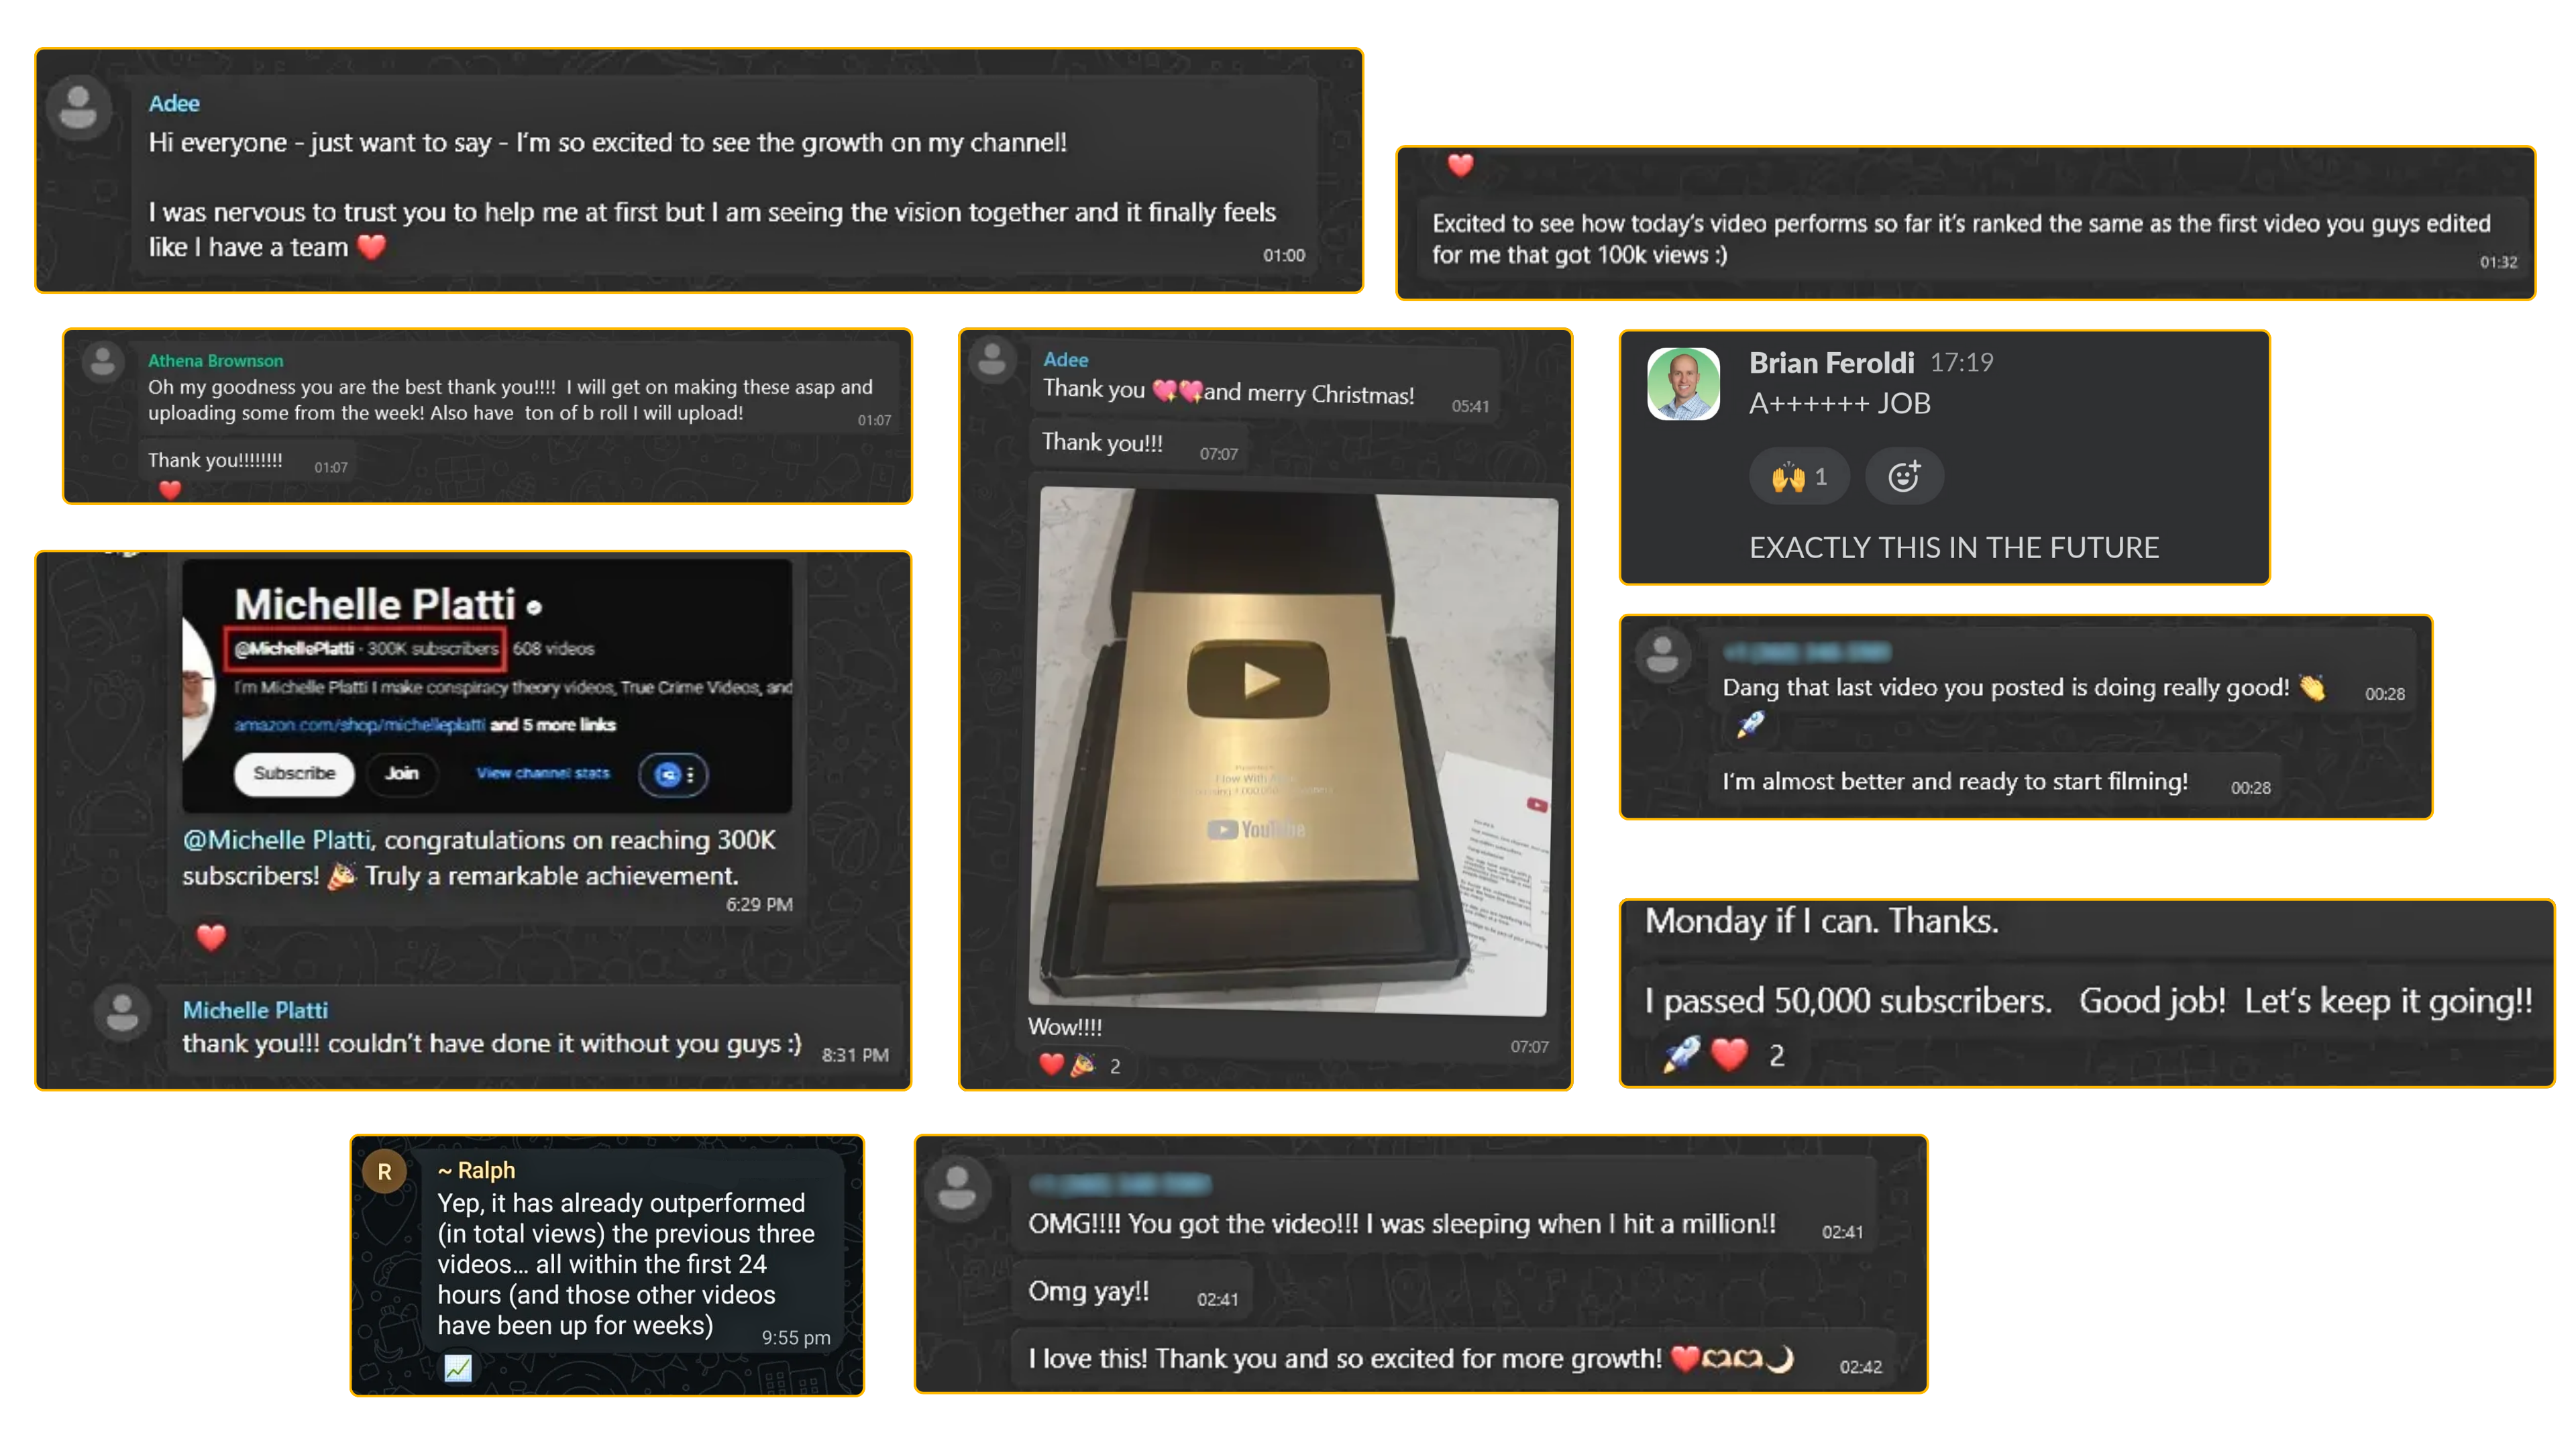 Adee
Hi everyone - just want to say - I'm so excited to see the growth on my channel!
I was nervous to trust you to help me at first but I am seeing the vision together and it finally feels
like I have a team ❤️
01:00
Excited to see how today's video performs so far it's ranked the same as the first video you guys edited
for me that got 100k views :)
01:32
Athena Brownson
Oh my goodness you are the best thank you!!!! I will get on making these asap and
uploading some from the week! Also have ton of b roll I will upload!
01:07
Thank you!!!!!!!!
01:07
Adee
Thank you 💖💖and merry Christmas!
05:41
Thank you!!!
07:07
YouTube
Wow!!!!
07:07
2
Brian Feroldi 17:19
A++++++ JOB
1
EXACTLY THIS IN THE FUTURE
Michelle Platti
@MichellePlatti · 300K subscribers 608 videos
I'm Michelle Platti I make conspiracy theory videos, True Crime Videos, and
amazon.com/shop/michelleplatti and 5 more links
Subscribe
Join
View channel stats
@Michelle Platti, congratulations on reaching 300K
subscribers! 🎉 Truly a remarkable achievement.
6:29 PM
Michelle Platti
thank you!!! couldn't have done it without you guys :)
8:31 PM
Dang that last video you posted is doing really good! 👏
00:28
I'm almost better and ready to start filming!
00:28
Monday if I can. Thanks.
I passed 50,000 subscribers. Good job! Let's keep it going!!
2
R
~ Ralph
Yep, it has already outperformed
(in total views) the previous three
videos... all within the first 24
hours (and those other videos
have been up for weeks)
9:55 pm
OMG!!!! You got the video!!! I was sleeping when I hit a million!!
02:41
Omg yay!!
02:41
I love this! Thank you and so excited for more growth! ❤️🫶🫶🌙
02:42